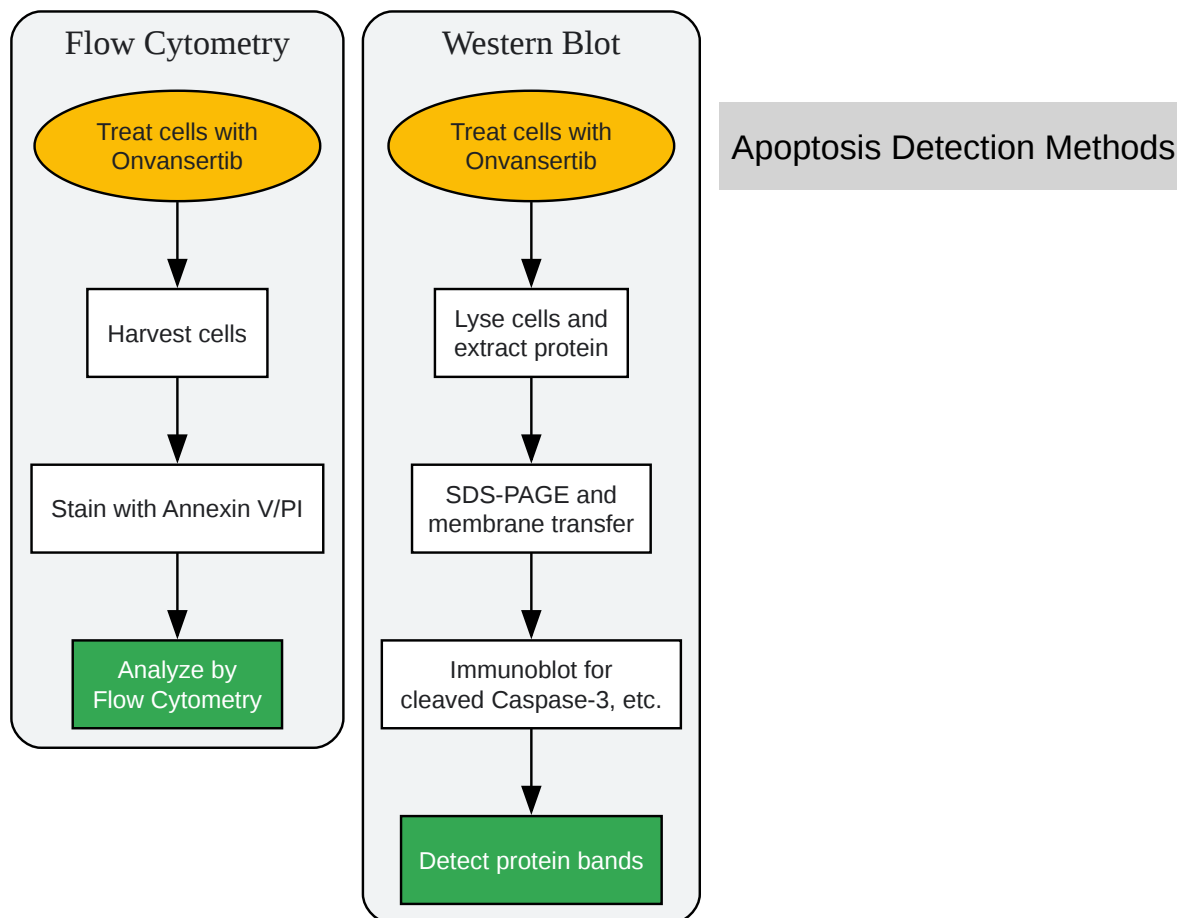 Flow Cytometry
Treat cells with
Onvansertib
Harvest cells
Stain with Annexin V/PI
Analyze by
Flow Cytometry
Western Blot
Treat cells with
Onvansertib
Lyse cells and
extract protein
SDS-PAGE and
membrane transfer
Immunoblot for
cleaved Caspase-3, etc.
Detect protein bands
Apoptosis Detection Methods